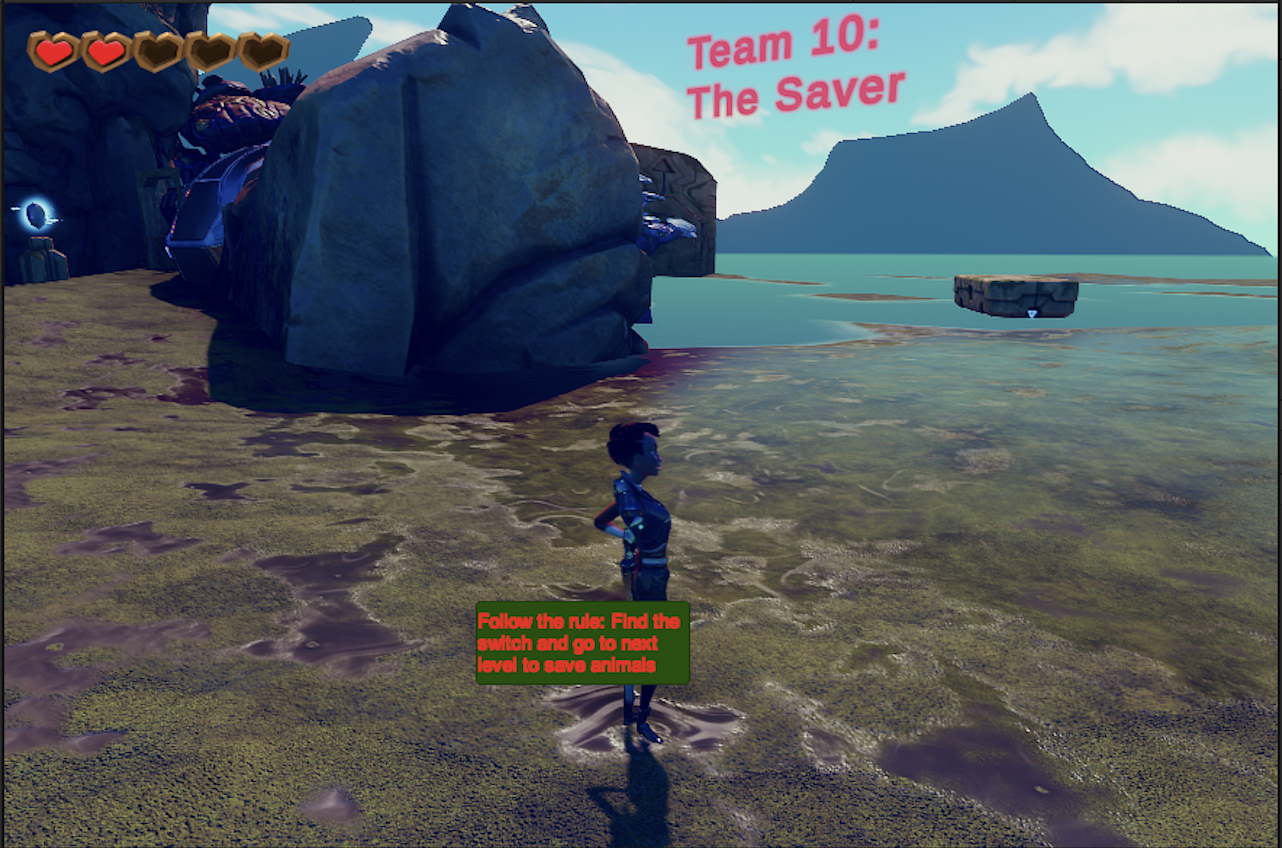 Team 10:
The Saver
Follow the rule: Find the
switch and go to next
level to save animals